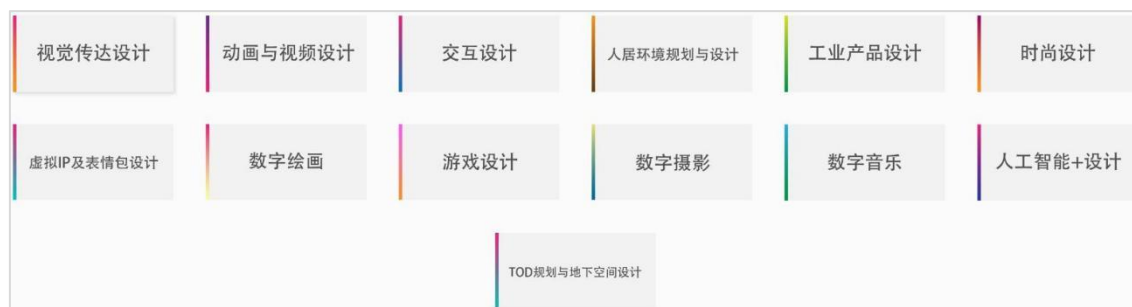 视觉传达设计
动画与视频设计
交互设计
人居环境规划与设计
工业产品设计
时尚设计
虚拟IP及表情包设计
数字绘画
游戏设计
数字摄影
数字音乐
人工智能+设计
TOD规划与地下空间设计